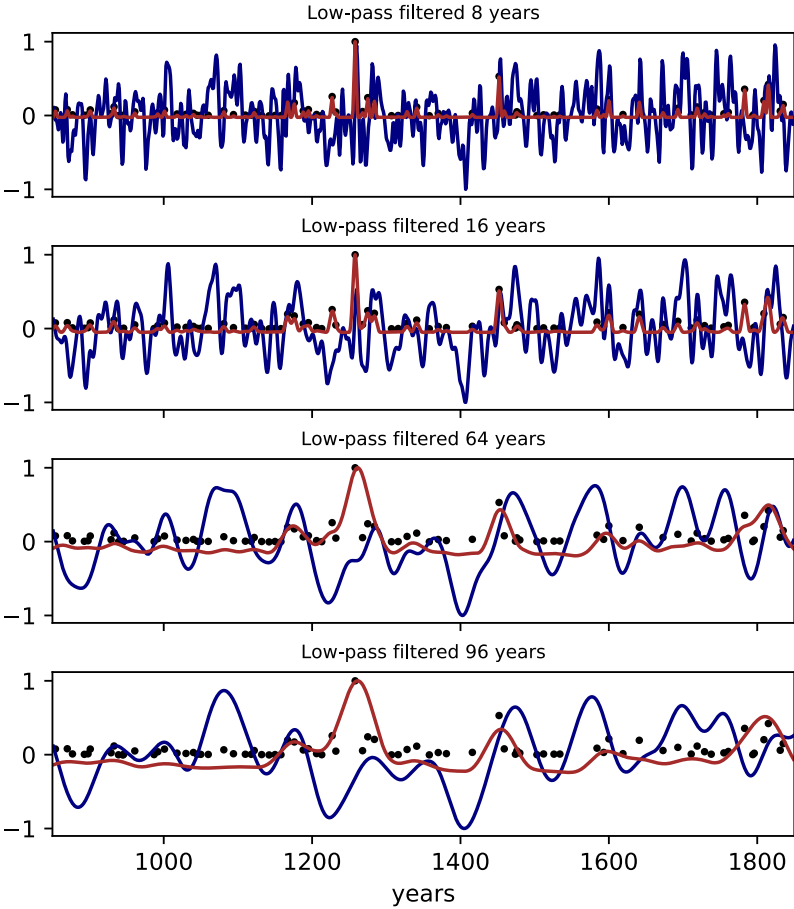 Low-pass filtered 8 years
1
0
−1
Low-pass filtered 16 years
1
0
−1
Low-pass filtered 64 years
1
0
−1
Low-pass filtered 96 years
1
0
−1
1000 1200 1400 1600 1800
years